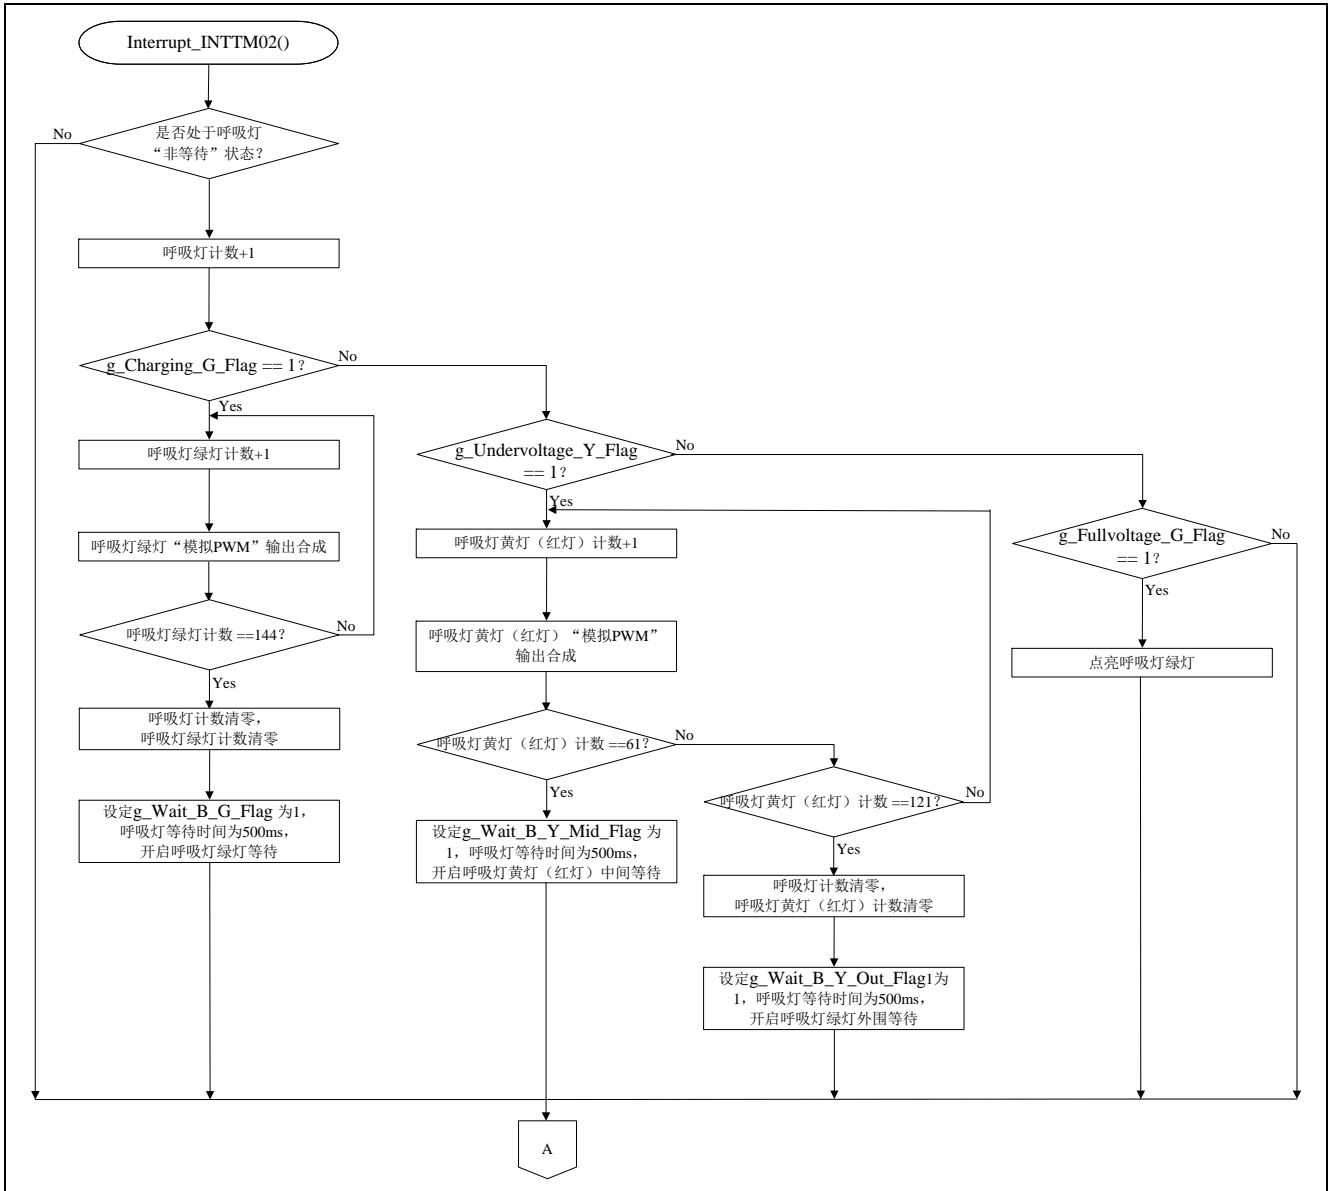 Interrupt_INTTM02()
是否处于呼吸灯
“非等待”状态？
No
呼吸灯计数+1
g_Charging_G_Flag == 1？
No
Yes
呼吸灯绿灯计数+1
呼吸灯绿灯“模拟PWM”输出合成
呼吸灯绿灯计数 ==144？
No
Yes
呼吸灯计数清零，
呼吸灯绿灯计数清零
设定g_Wait_B_G_Flag 为1，
呼吸灯等待时间为500ms，
开启呼吸灯绿灯等待
g_Undervoltage_Y_Flag
== 1？
No
Yes
呼吸灯黄灯（红灯）计数+1
呼吸灯黄灯（红灯）“模拟PWM”
输出合成
呼吸灯黄灯（红灯）计数 ==61？
No
Yes
设定g_Wait_B_Y_Mid_Flag 为
1，呼吸灯等待时间为500ms，
开启呼吸灯黄灯（红灯）中间等待
呼吸灯黄灯（红灯）计数 ==121？
No
Yes
呼吸灯计数清零，
呼吸灯黄灯（红灯）计数清零
设定g_Wait_B_Y_Out_Flag1为
1，呼吸灯等待时间为500ms，
开启呼吸灯绿灯外围等待
g_Fullvoltage_G_Flag
== 1？
No
Yes
点亮呼吸灯绿灯
A